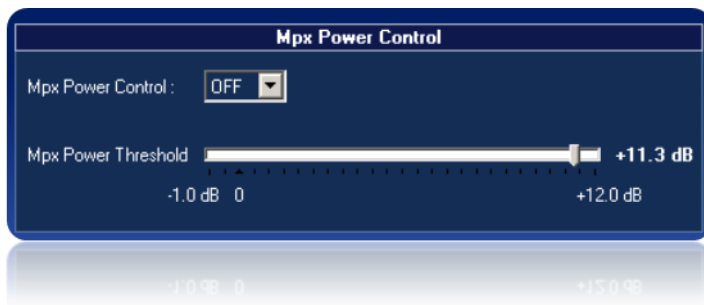 Mpx Power Control
Mpx Power Control : OFF
Mpx Power Threshold +11.3 dB
-1.0 dB 0 +12.0 dB